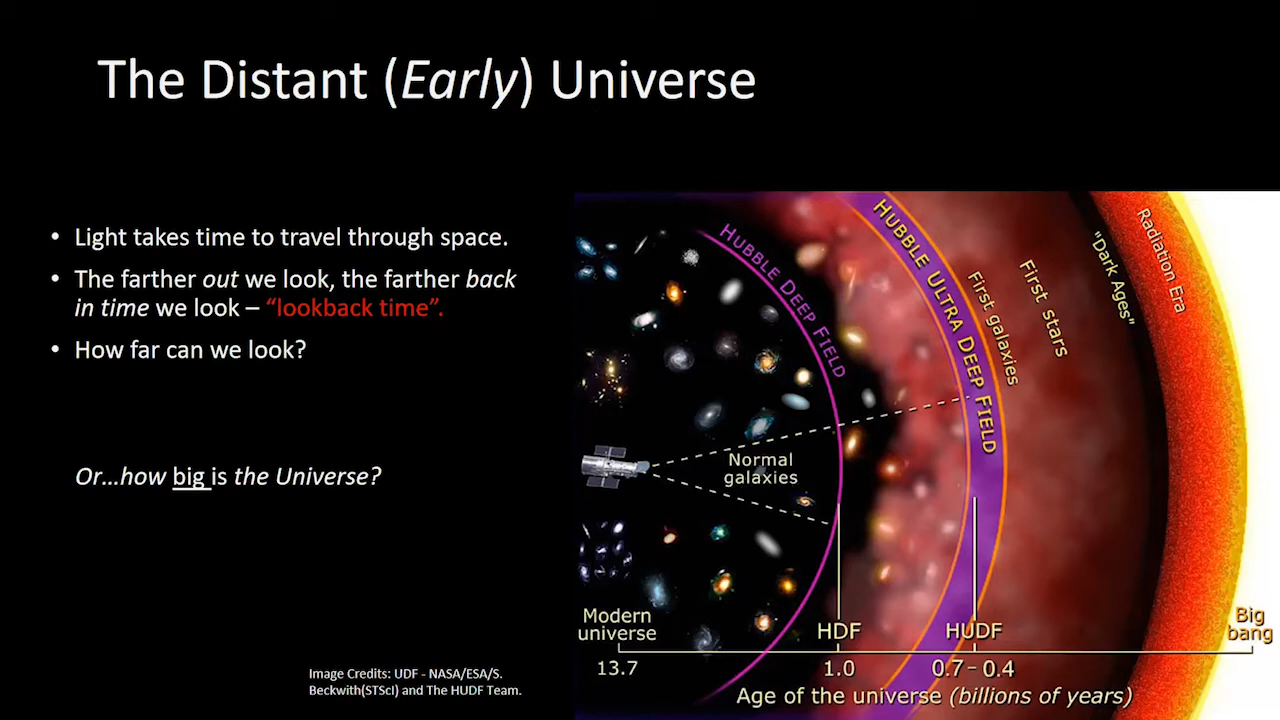 The Distant (Early) Universe
• Light takes time to travel through space.
• The farther out we look, the farther back
in time we look – “lookback time”.
• How far can we look?
Or...how big is the Universe?
Image Credits: UDF - NASA/ESA/S.
Beckwith(STScI) and The HUDF Team.
HUBBLE DEEP FIELD
HUBBLE ULTRA DEEP FIELD
First galaxies
First stars
"Dark Ages"
Radiation Era
Normal
galaxies
Modern
universe
HDF
HUDF
Big
bang
13.7
1.0
0.7 - 0.4
Age of the universe (billions of years)